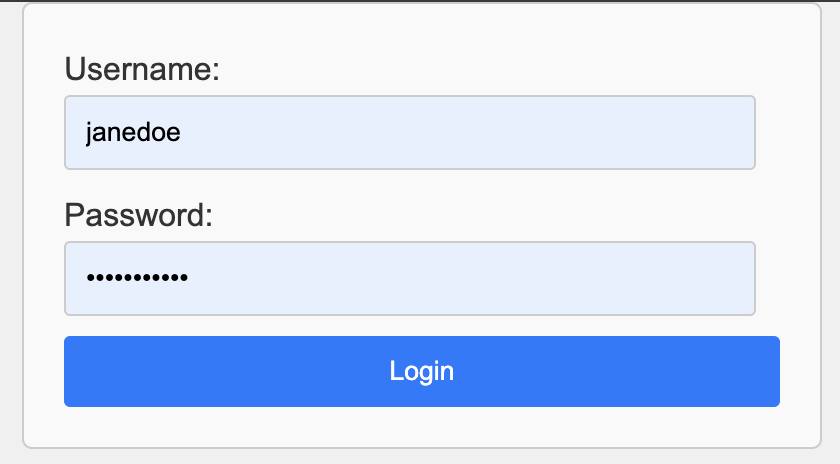 Username:
janedoe
Password:
•••••••••••
Login